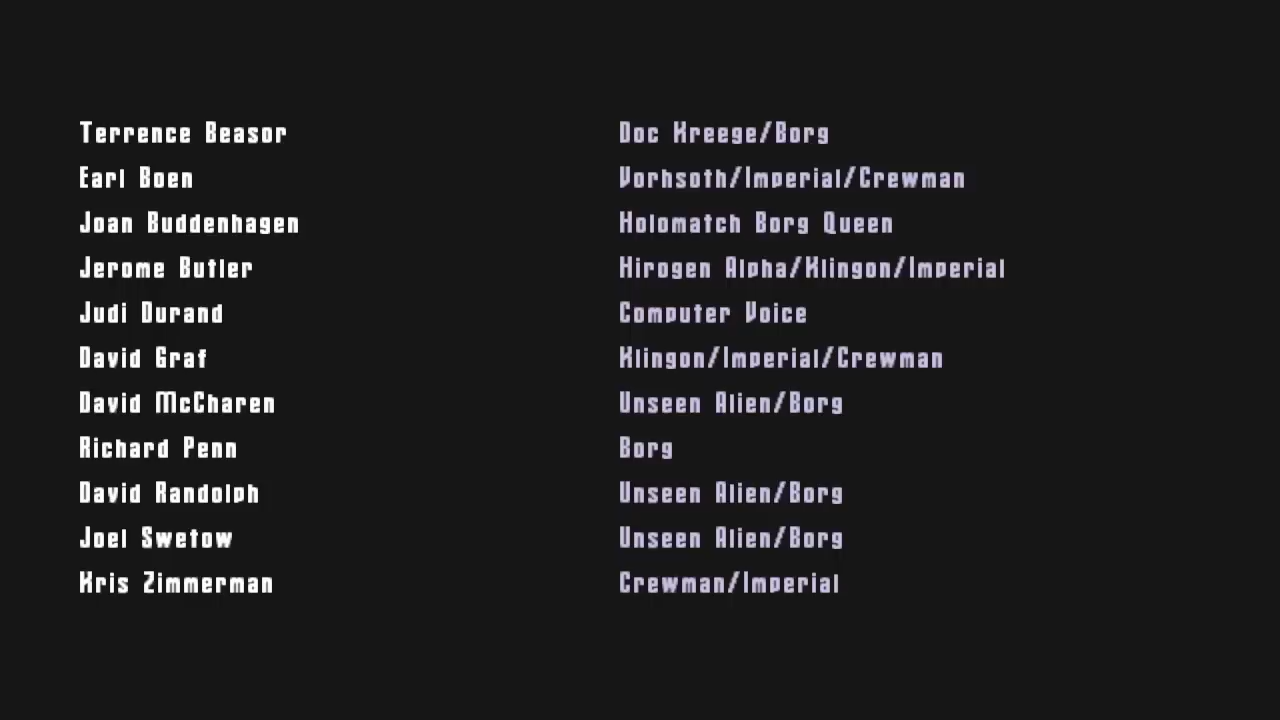 Terrence Beasor Doc Kreege/Borg
Earl Boen Vorhsoth/Imperial/Crewman
Joan Buddenhagen Holomatch Borg Queen
Jerome Butler Hirogen Alpha/Klingon/Imperial
Judi Durand Computer Voice
David Graf Klingon/Imperial/Crewman
David McCharen Unseen Alien/Borg
Richard Penn Borg
David Randolph Unseen Alien/Borg
Joel Swetow Unseen Alien/Borg
Kris Zimmerman Crewman/Imperial